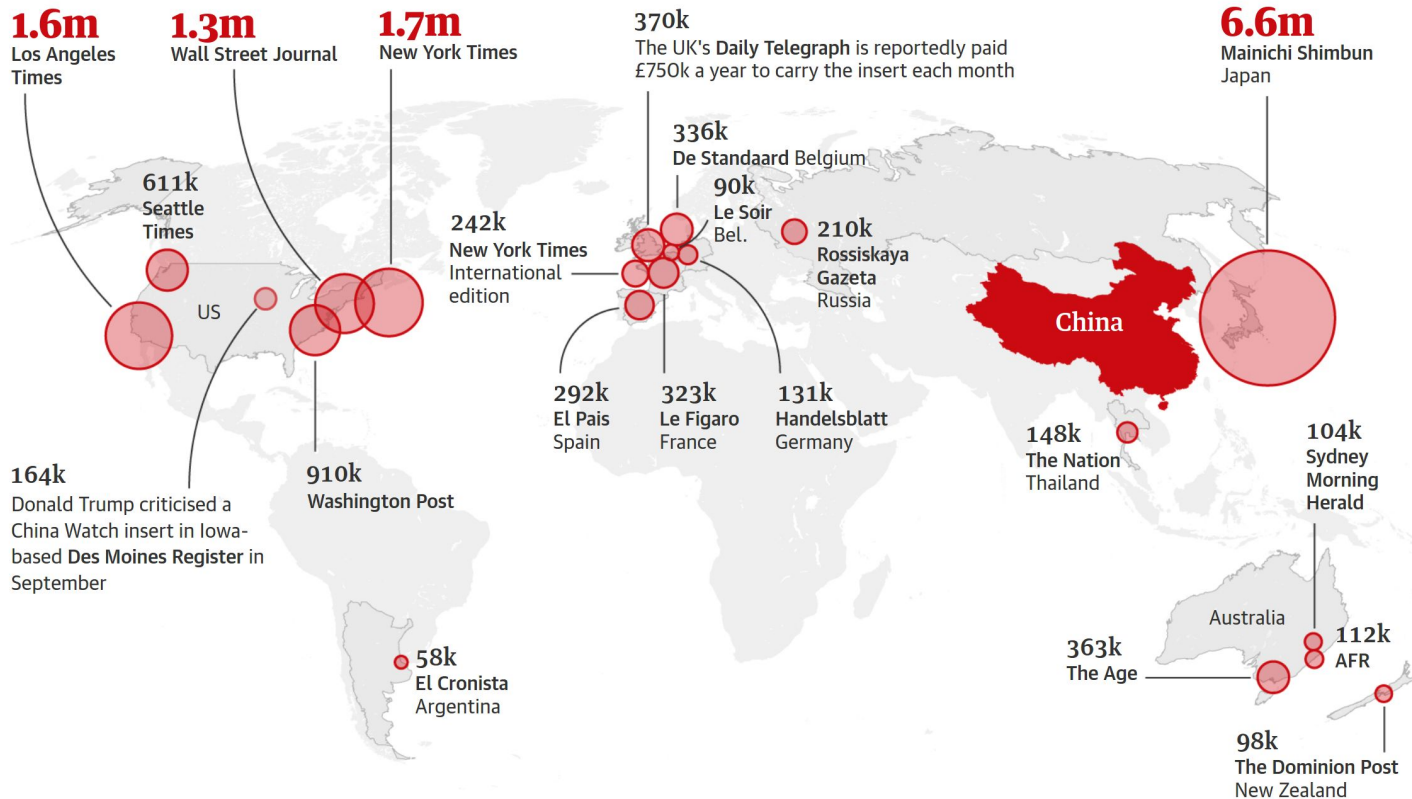 1.6m
Los Angeles
Times
1.3m
Wall Street Journal
1.7m
New York Times
370k
The UK's Daily Telegraph is reportedly paid
£750k a year to carry the insert each month
6.6m
Mainichi Shimbun
Japan
336k
De Standaard Belgium
90k
Le Soir
Bel.
611k
Seattle
Times
242k
New York Times
International
edition
210k
Rossiskaya
Gazeta
Russia
US
China
292k
El Pais
Spain
323k
Le Figaro
France
131k
Handelsblatt
Germany
148k
The Nation
Thailand
104k
Sydney
Morning
Herald
164k
Donald Trump criticised a
China Watch insert in Iowa-
based Des Moines Register in
September
910k
Washington Post
58k
El Cronista
Argentina
Australia
363k
The Age
112k
AFR
98k
The Dominion Post
New Zealand